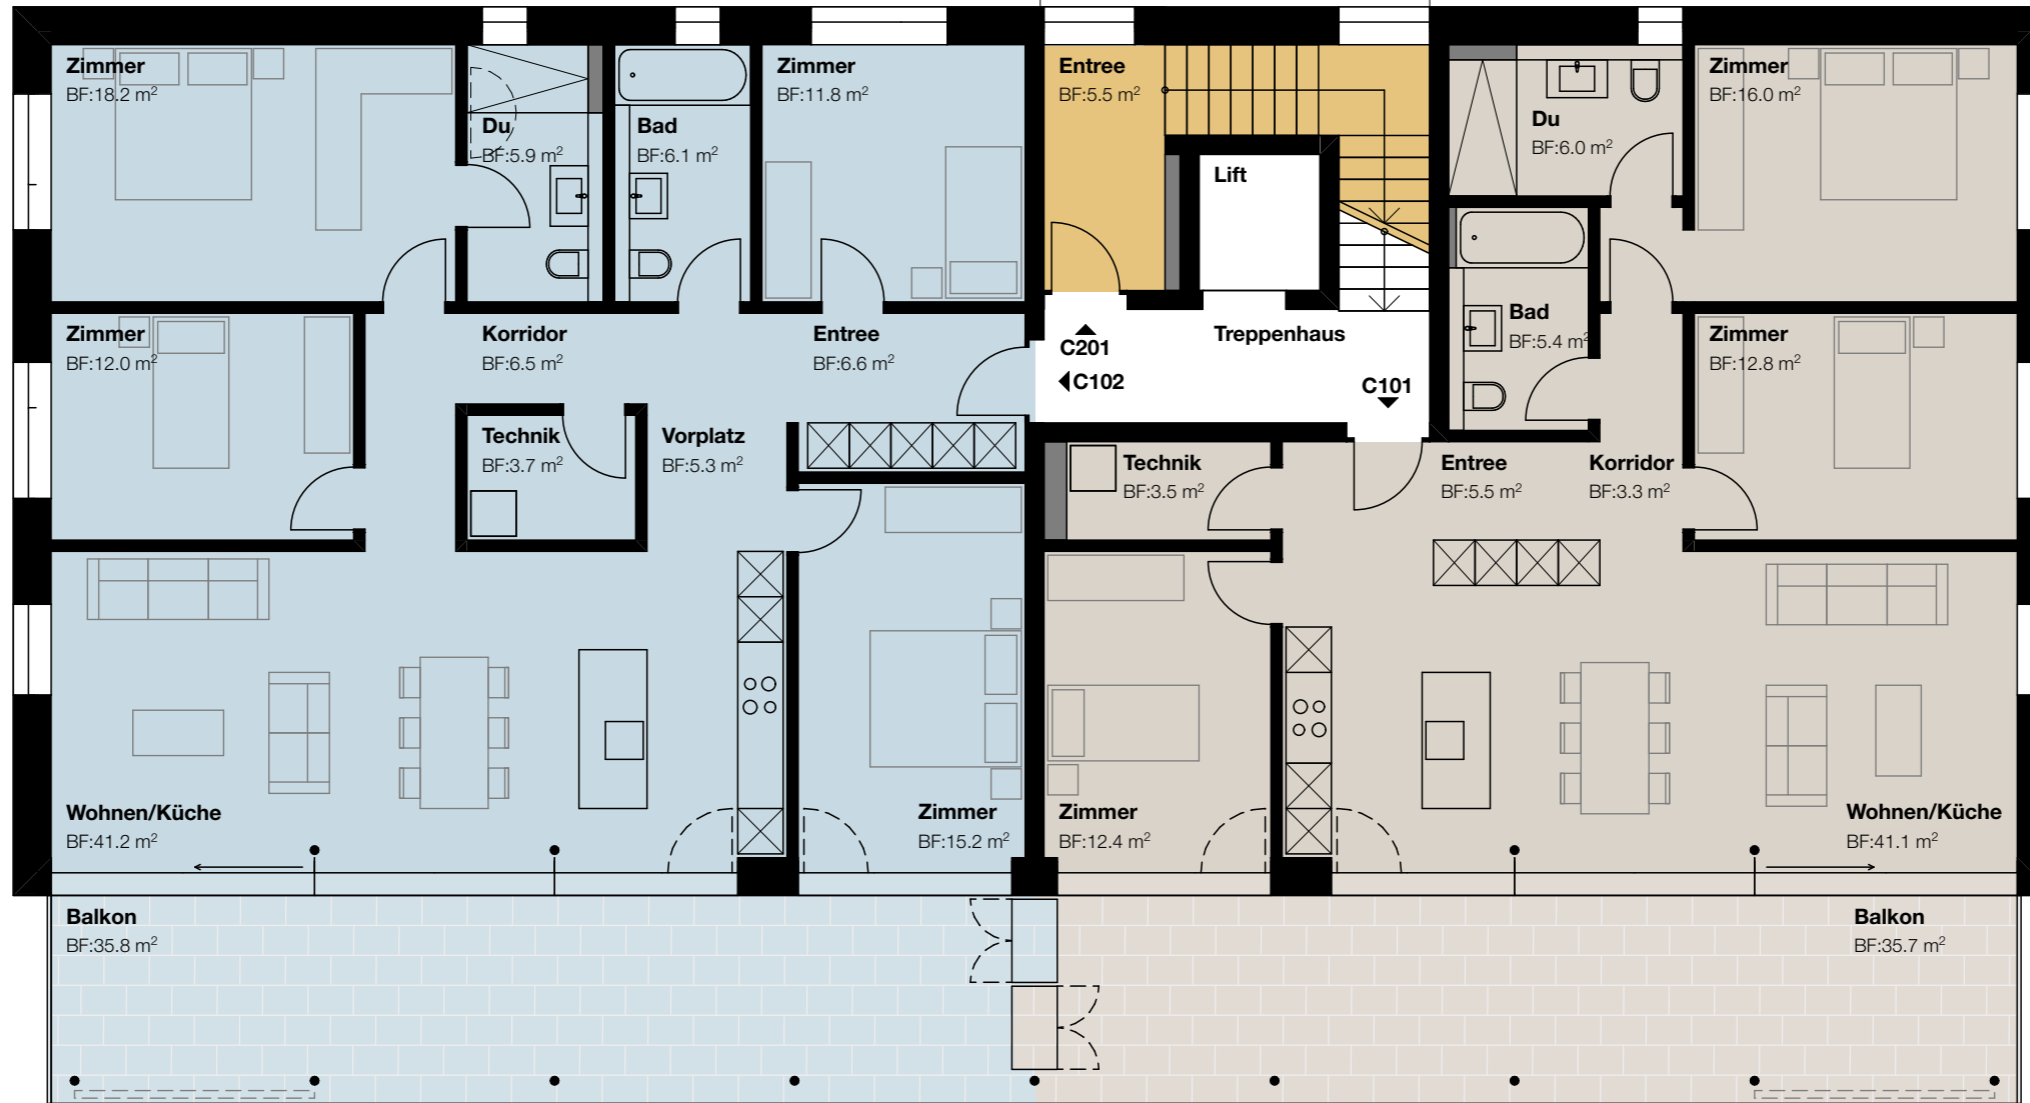 Zimmer
BF:18.2 m²
Du
BF:5.9 m²
Bad
BF:6.1 m²
Zimmer
BF:11.8 m²
Entree
BF:5.5 m²
Lift
Du
BF:6.0 m²
Zimmer
BF:16.0 m²
Zimmer
BF:12.0 m²
Korridor
BF:6.5 m²
Entree
BF:6.6 m²
C201
C102
Treppenhaus
C101
Bad
BF:5.4 m²
Zimmer
BF:12.8 m²
Technik
BF:3.7 m²
Vorplatz
BF:5.3 m²
Technik
BF:3.5 m²
Entree
BF:5.5 m²
Korridor
BF:3.3 m²
Wohnen/Küche
BF:41.2 m²
Zimmer
BF:15.2 m²
Zimmer
BF:12.4 m²
Wohnen/Küche
BF:41.1 m²
Balkon
BF:35.8 m²
Balkon
BF:35.7 m²